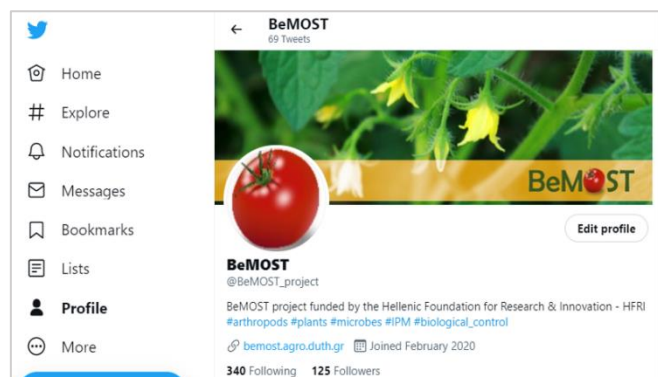 BeMOST
69 Tweets
Home
Explore
Notifications
Messages
Bookmarks
Lists
Profile
More
BeMOST
Edit profile
BeMOST
@BeMOST_project
BeMOST project funded by the Hellenic Foundation for Research & Innovation - HFRI
#arthropods #plants #microbes #IPM #biological_control
bemost.agro.duth.gr Joined February 2020
340 Following 125 Followers